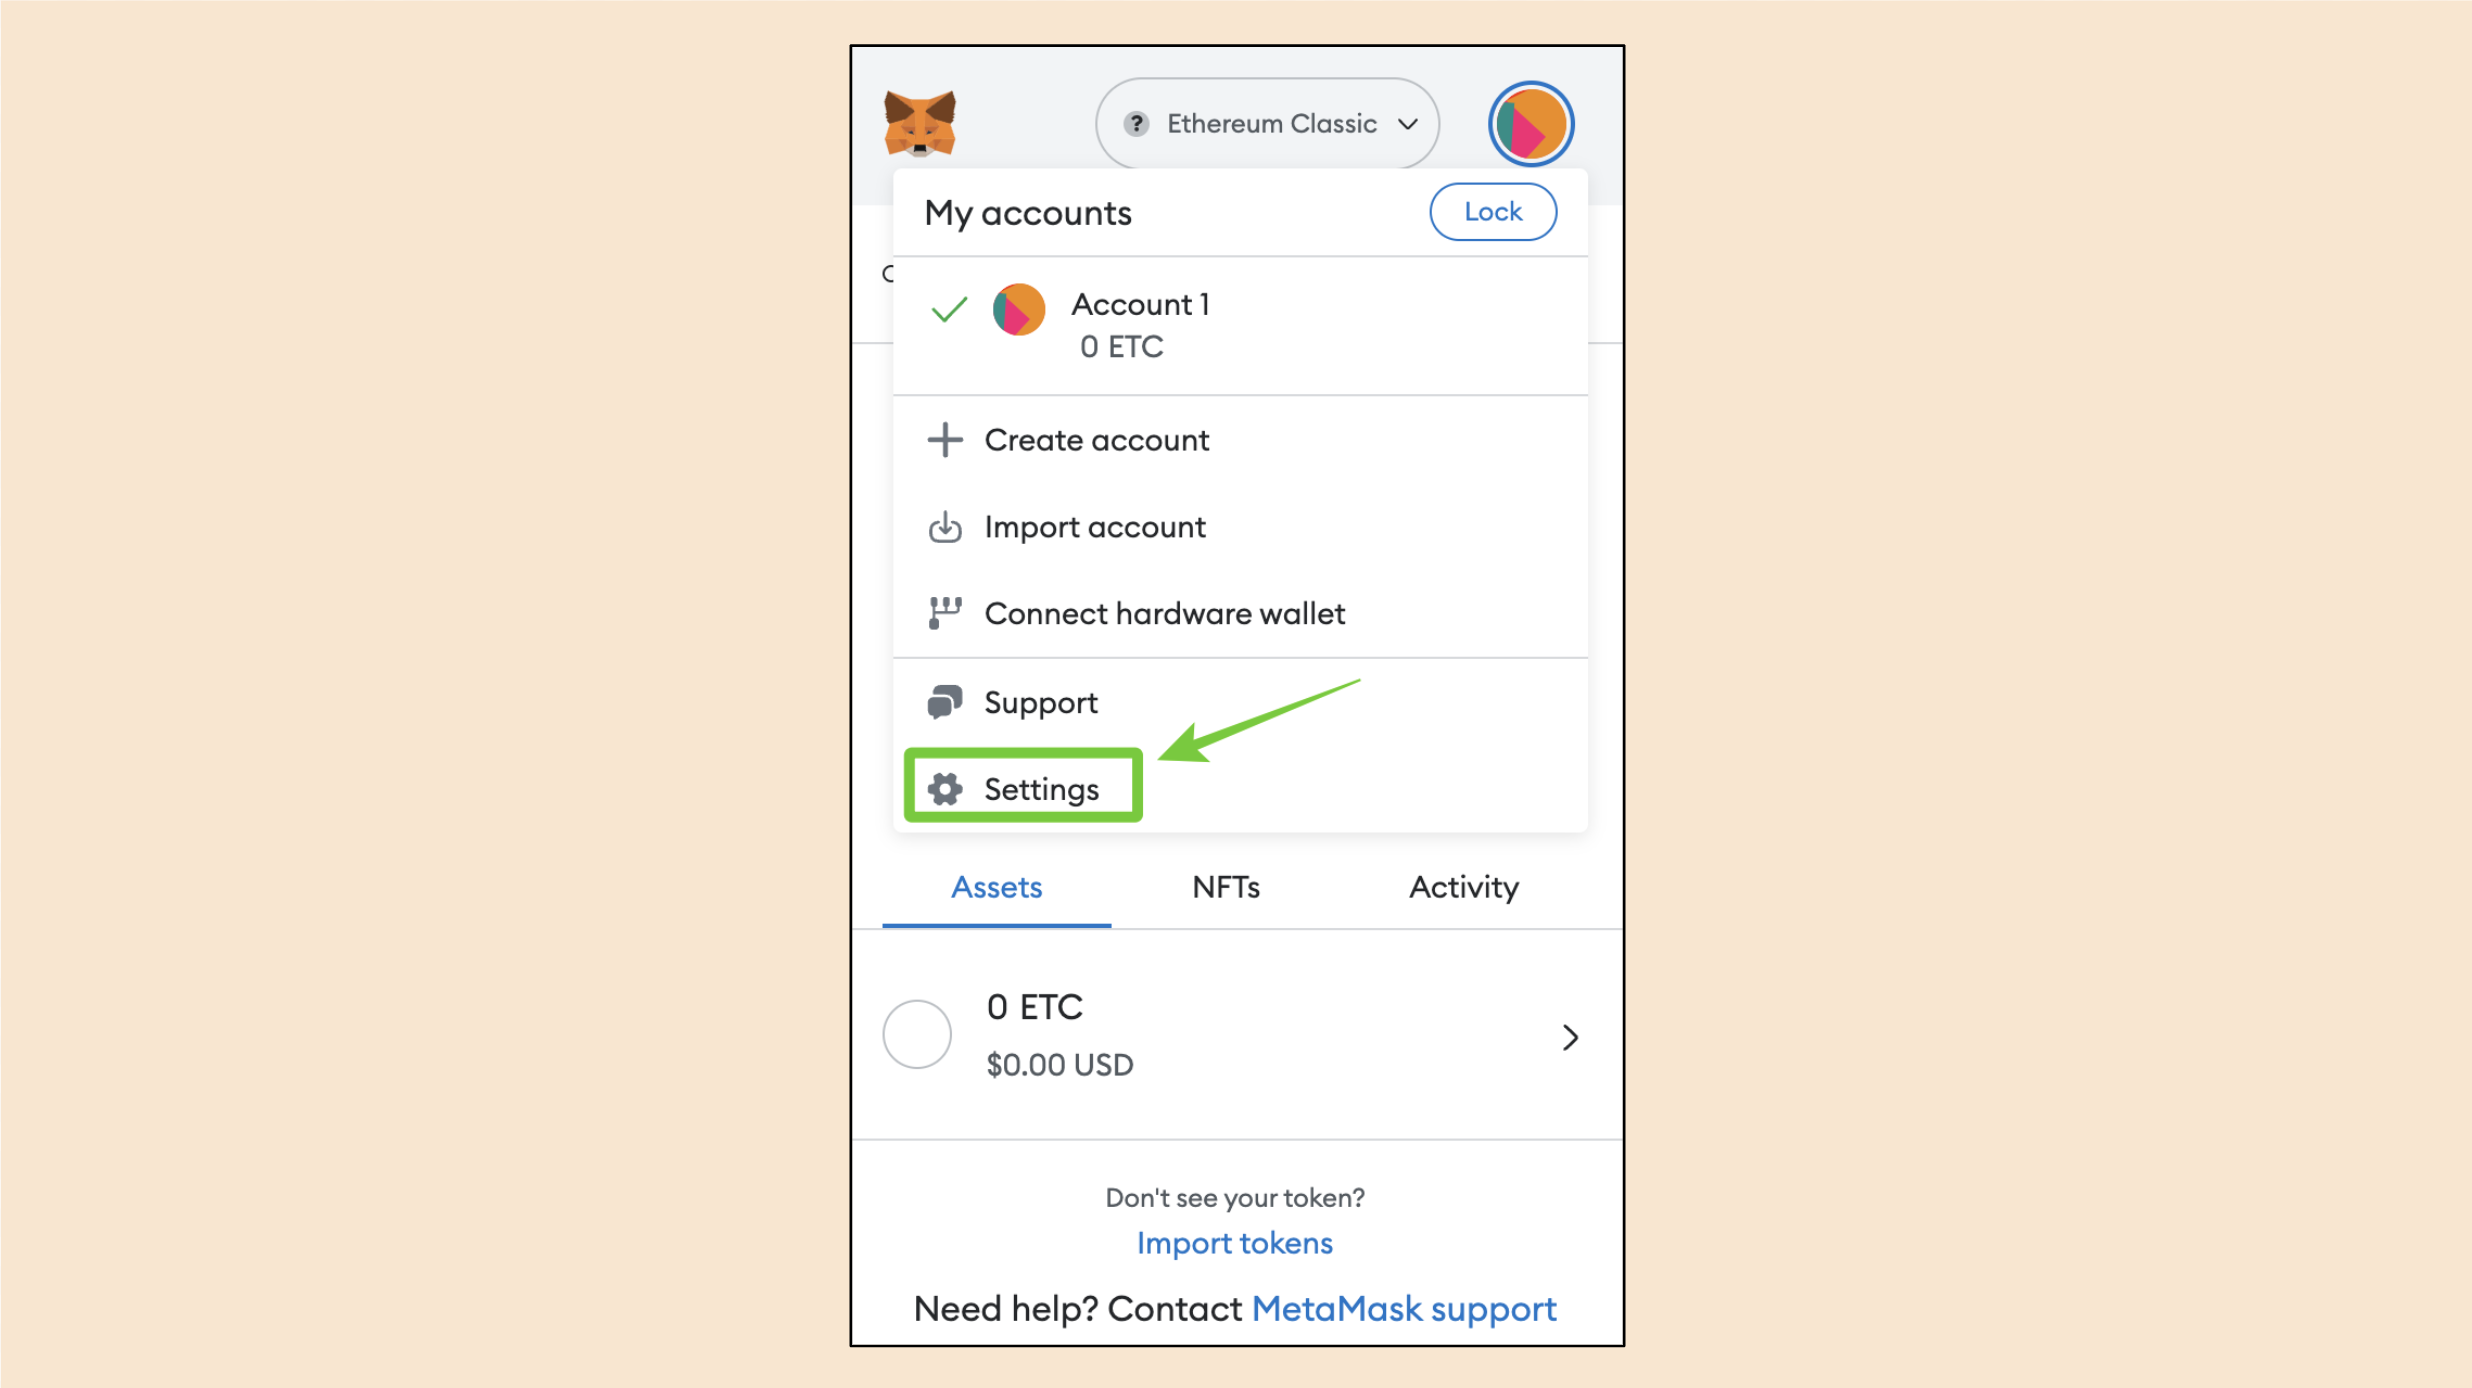 Ethereum Classic
My accounts
Lock
Account 1
0 ETC
Create account
Import account
Connect hardware wallet
Support
Settings
Assets
NFTs
Activity
0 ETC
$0.00 USD
Don't see your token?
Import tokens
Need help? Contact MetaMask support